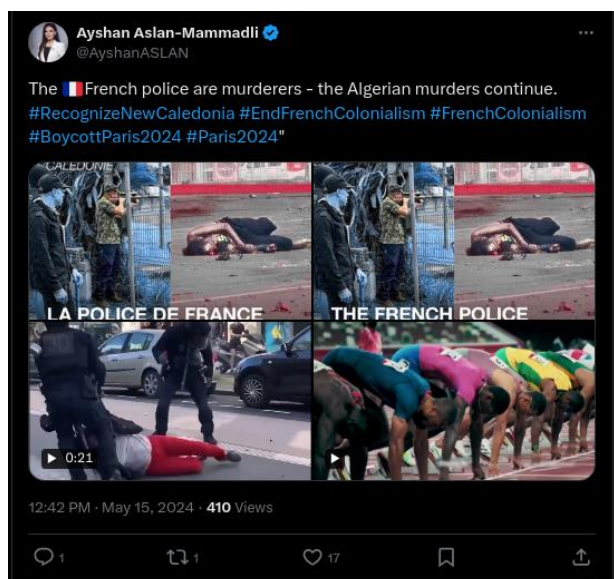 Ayshan Aslan-Mammadli
@AyshanASLAN
The 🇫🇷French police are murderers - the Algerian murders continue.
#RecognizeNewCaledonia #EndFrenchColonialism #FrenchColonialism
#BoycottParis2024 #Paris2024"
CALEDONIE
LA POLICE DE FRANCE
THE FRENCH POLICE
0:21
12:42 PM · May 15, 2024 · 410 Views
1
1
17